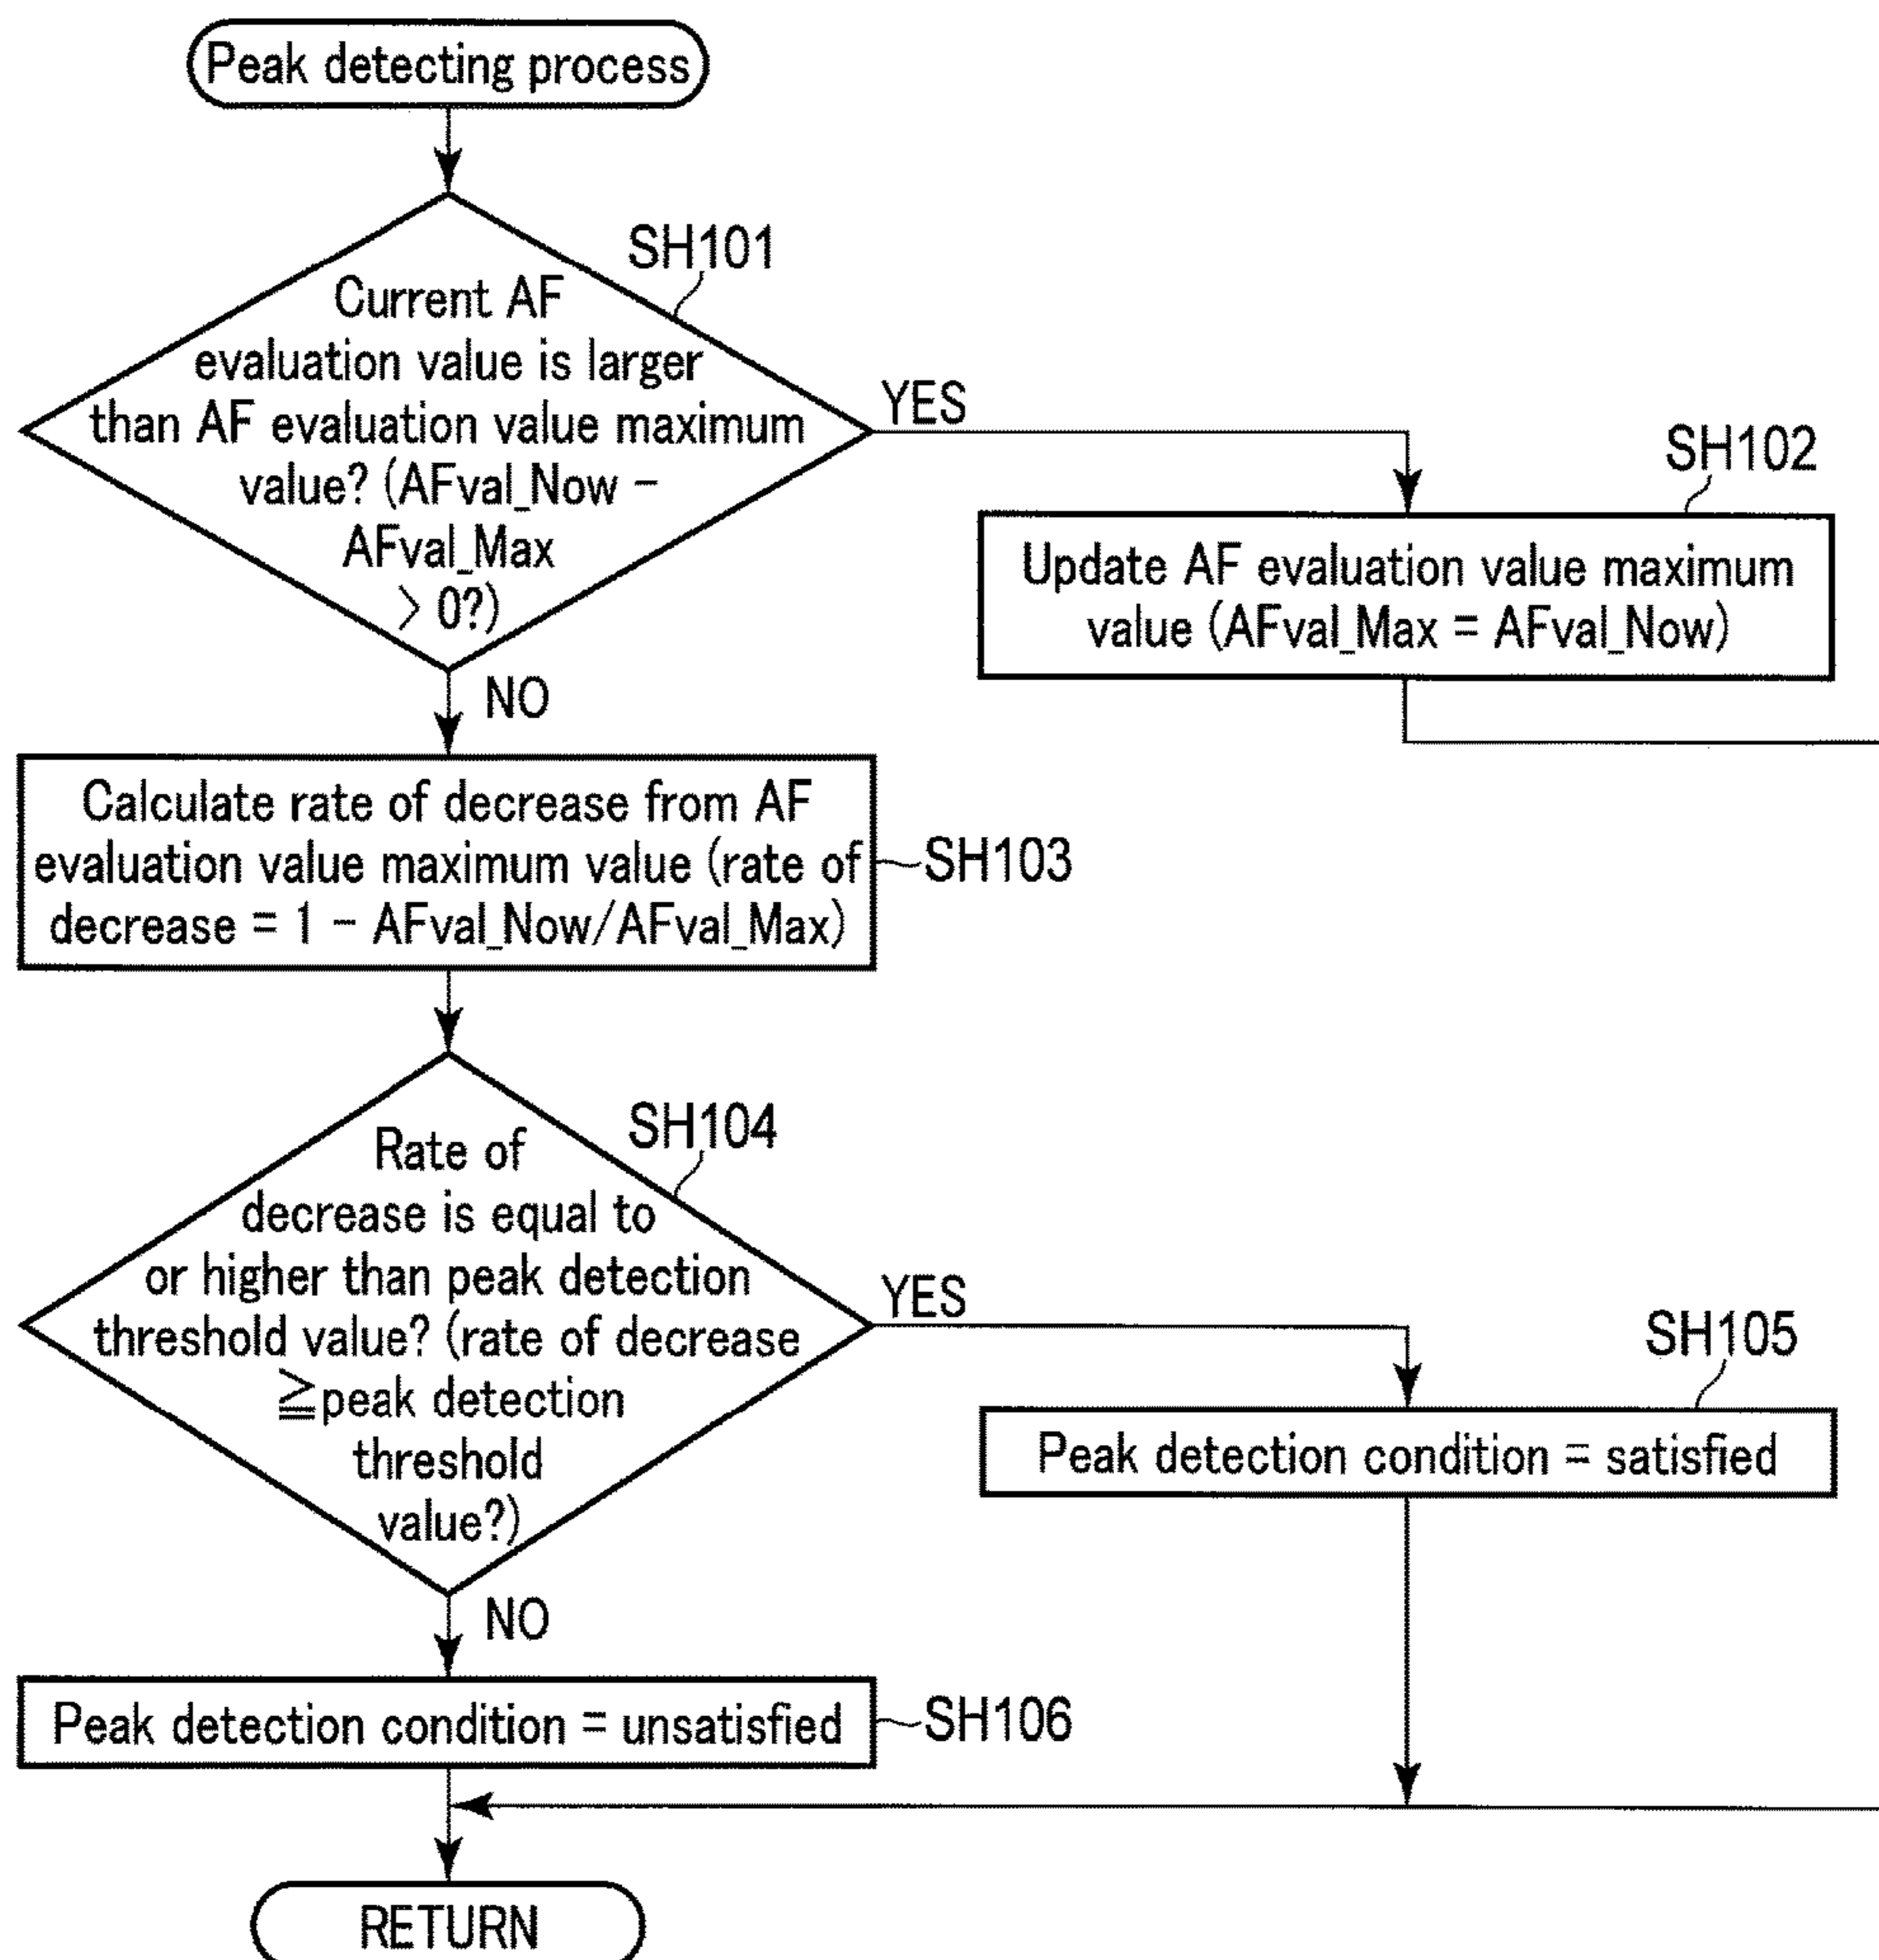 Peak detecting process
SH101
Current AF
evaluation value is larger
than AF evaluation value maximum
value? (AFval_Now -
AFval_Max
> 0?)
YES
SH102
Update AF evaluation value maximum
value (AFval_Max = AFval_Now)
NO
Calculate rate of decrease from AF
evaluation value maximum value (rate of
decrease = 1 - AFval_Now/AFval_Max)
SH103
SH104
Rate of
decrease is equal to
or higher than peak detection
threshold value? (rate of decrease
≧peak detection
threshold
value?)
YES
SH105
Peak detection condition = satisfied
NO
Peak detection condition = unsatisfied
SH106
RETURN